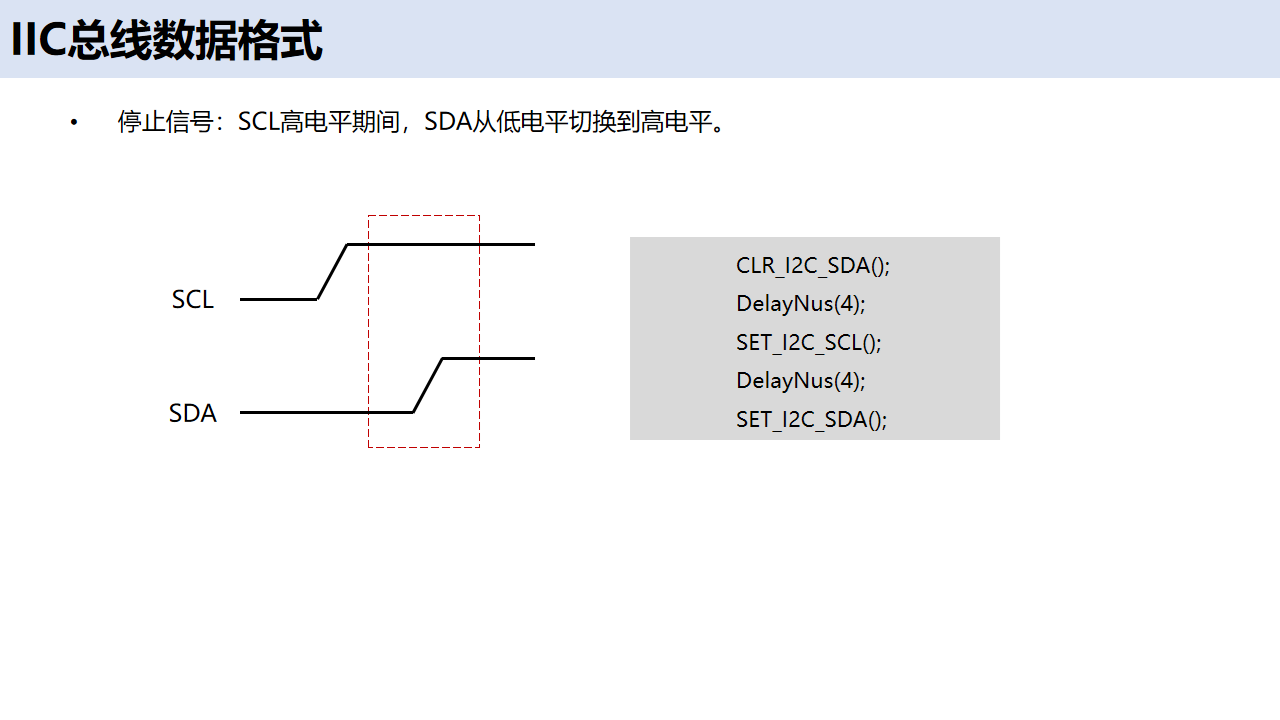 IIC总线数据格式
• 停止信号：SCL高电平期间，SDA从低电平切换到高电平。
SCL
SDA
CLR_I2C_SDA();
DelayNus(4);
SET_I2C_SCL();
DelayNus(4);
SET_I2C_SDA();